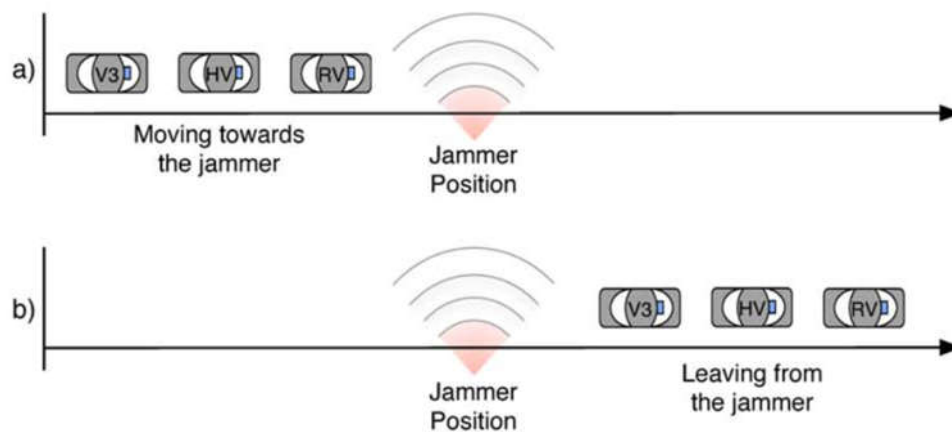 a)
V3 HV RV
Moving towards
the jammer
Jammer
Position
b)
V3 HV RV
Jammer
Position
Leaving from
the jammer